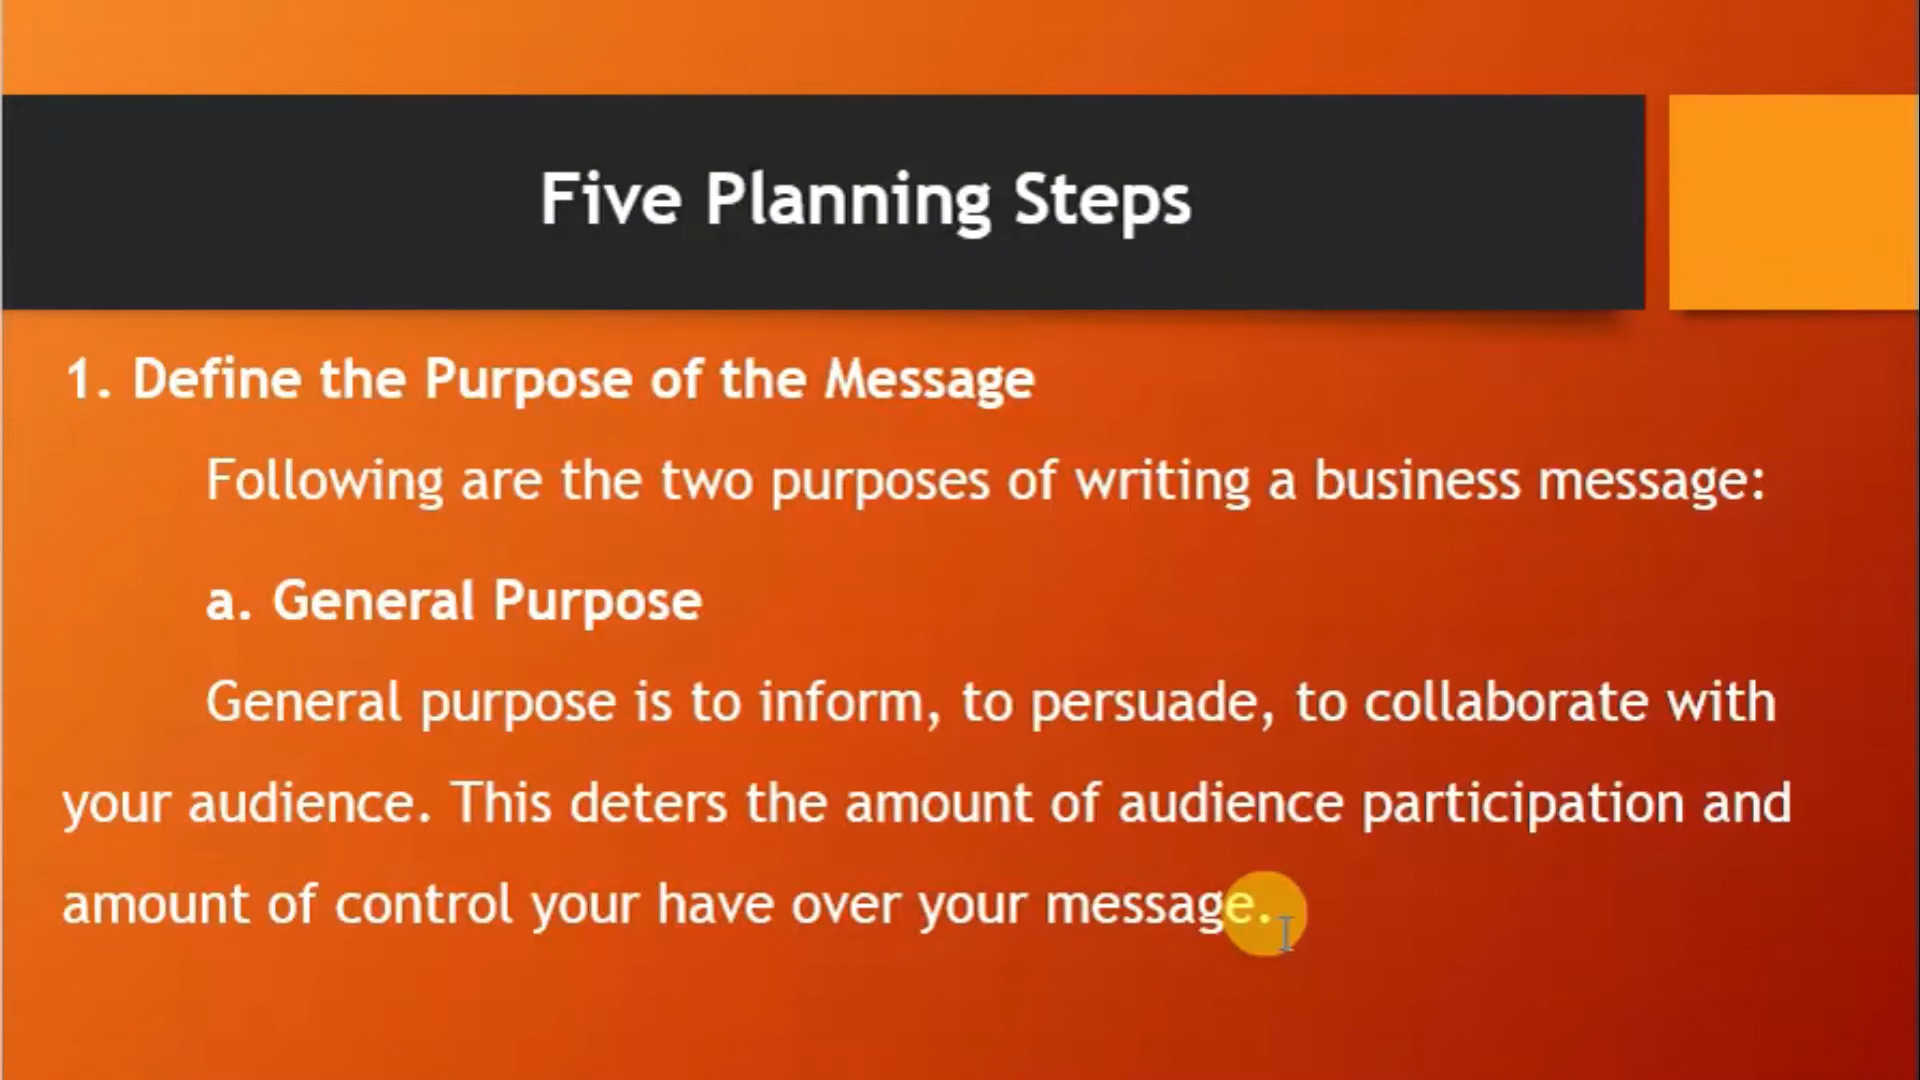 Five Planning Steps
1. Define the Purpose of the Message
Following are the two purposes of writing a business message:
a. General Purpose
General purpose is to inform, to persuade, to collaborate with
your audience. This deters the amount of audience participation and
amount of control your have over your message.